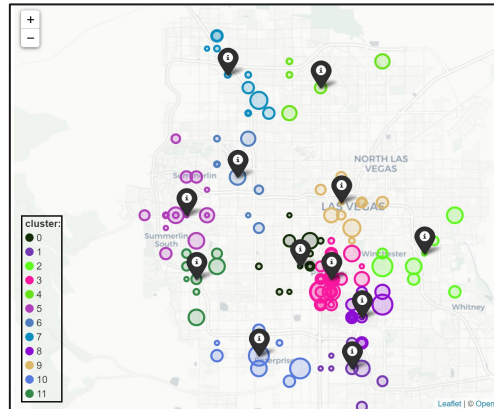 +
−
NORTH LAS
VEGAS
Summerlin
LAS VEGAS
Summerlin
South
Winchester
Whitney
cluster:
0
1
2
3
4
5
6
7
8
9
10
11
Leaflet | © Open